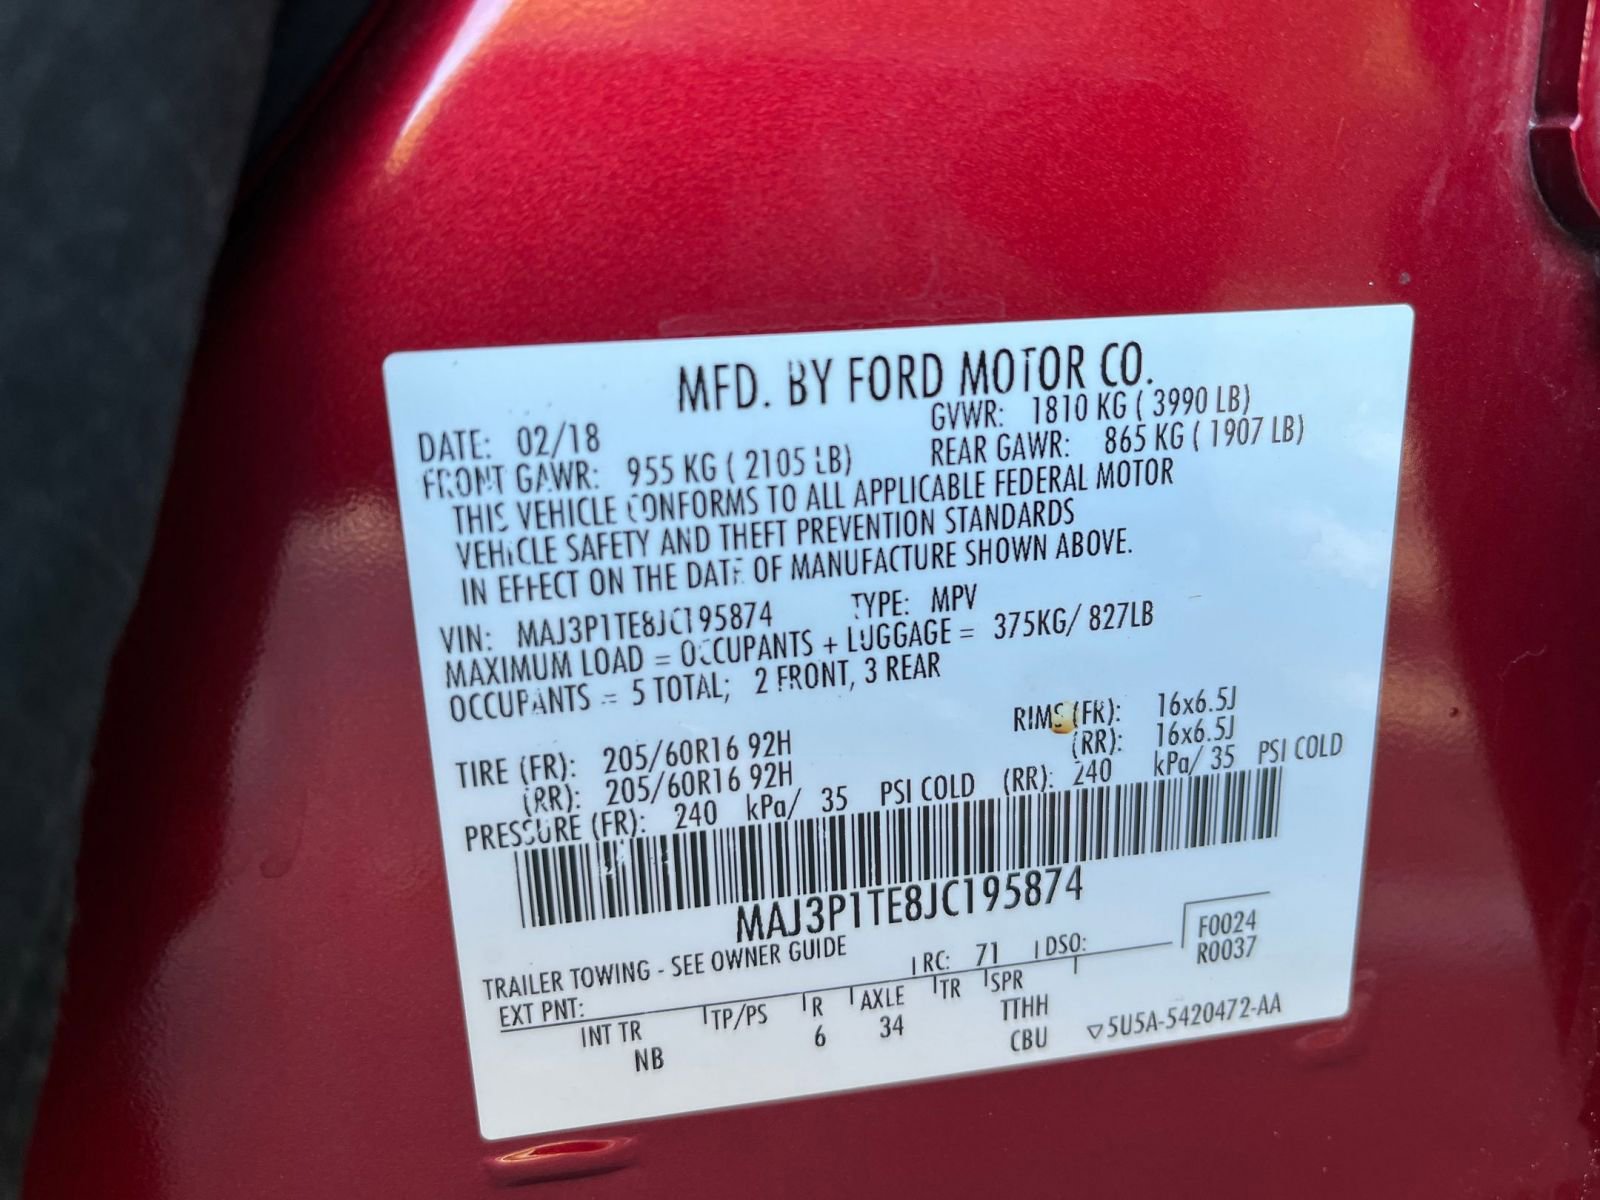 MFD. BY FORD MOTOR CO.
DATE: 02/18 GVWR: 1810 KG ( 3990 LB)
FRONT GAWR: 955 KG ( 2105 LB) REAR GAWR: 865 KG ( 1907 LB)
THIS VEHICLE CONFORMS TO ALL APPLICABLE FEDERAL MOTOR
VEHICLE SAFETY AND THEFT PREVENTION STANDARDS
IN EFFECT ON THE DATE OF MANUFACTURE SHOWN ABOVE.
VIN: MAJ3P1TE8JC195874 TYPE: MPV
MAXIMUM LOAD = OCCUPANTS + LUGGAGE = 375KG/ 827LB
OCCUPANTS = 5 TOTAL; 2 FRONT, 3 REAR
TIRE (FR): 205/60R16 92H RIMS (FR): 16x6.5J
(RR): 205/60R16 92H (RR): 16x6.5J
PRESSURE (FR): 240 kPa/ 35 PSI COLD (RR): 240 kPa/ 35 PSI COLD
MAJ3P1TE8JC195874
TRAILER TOWING - SEE OWNER GUIDE
EXT PNT: RC: 71 DSO: F0024
R0037
INT TR TP/PS R AXLE TR SPR
NB 6 34 TTHH
CBU 5U5A-5420472-AA